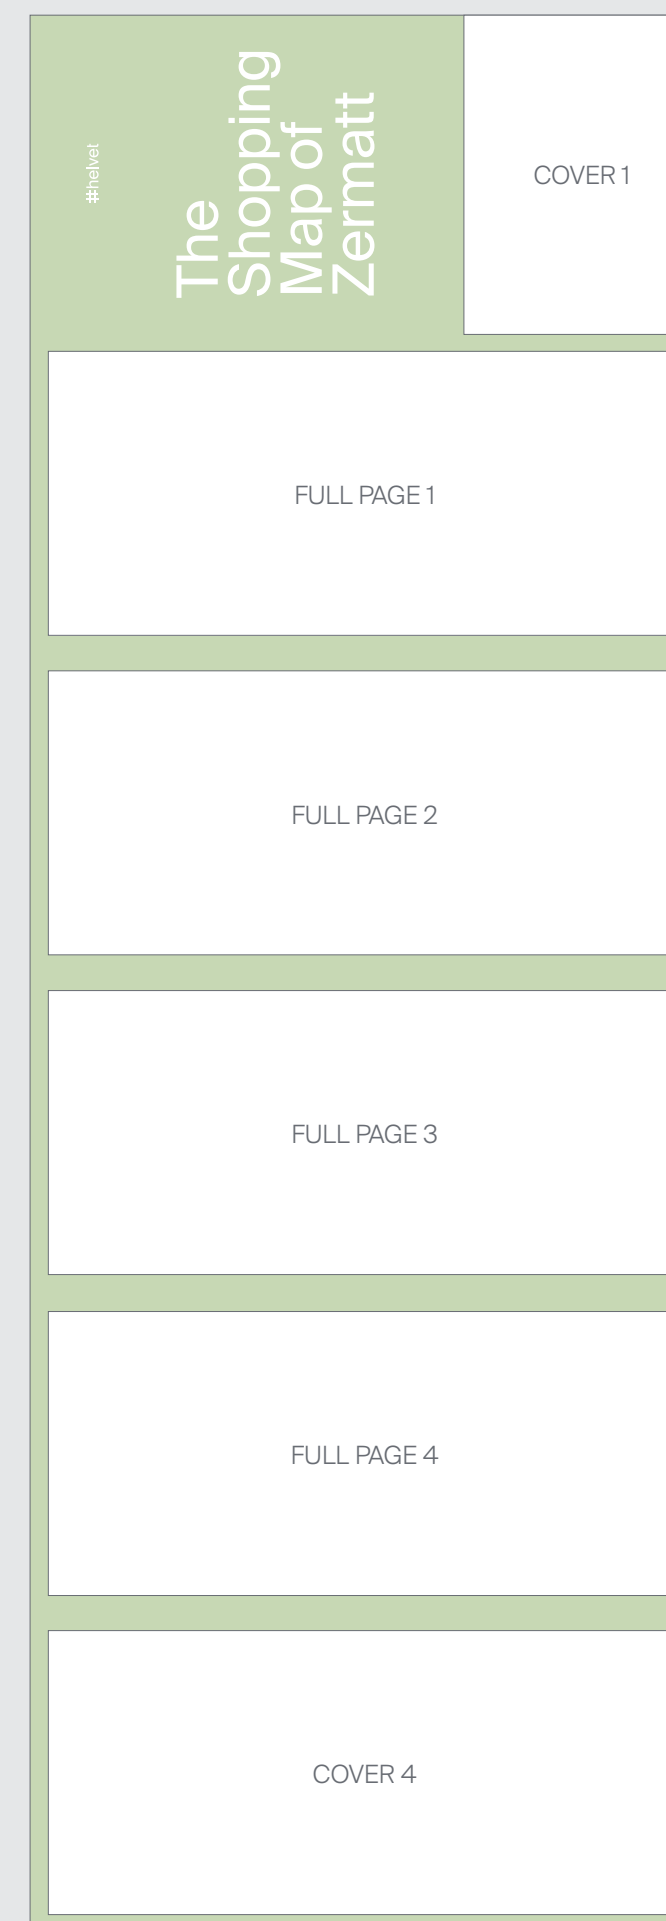 #helvet
The
Shopping
Map of
Zermatt
COVER 1
FULL PAGE 1
FULL PAGE 2
FULL PAGE 3
FULL PAGE 4
COVER 4